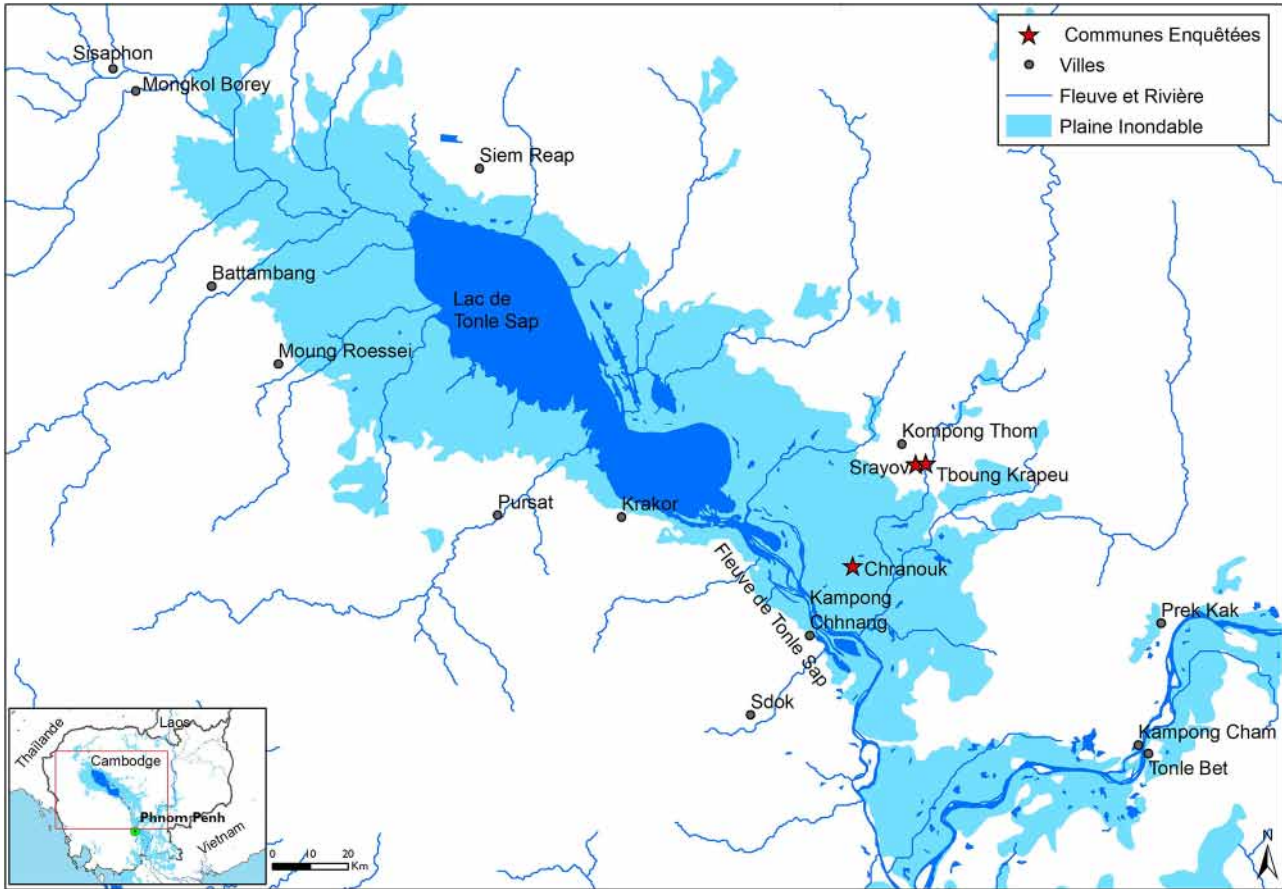 Communes Enquêtées
Villes
Fleuve et Rivière
Plaine Inondable
Sisaphon
Mongkol Borey
Siem Reap
Battambang
Lac de
Tonle Sap
Moung Roessei
Kompong Thom
Srayov
Tboung Krapeu
Pursat
Krakor
Fleuve de Tonle Sap
Chranouk
Kampong
Chhnang
Prek Kak
Sdok
Kampong Cham
Tonle Bet
Thaïlande
Laos
Cambodge
Phnom Penh
Vietnam
0 10 20
Km
N